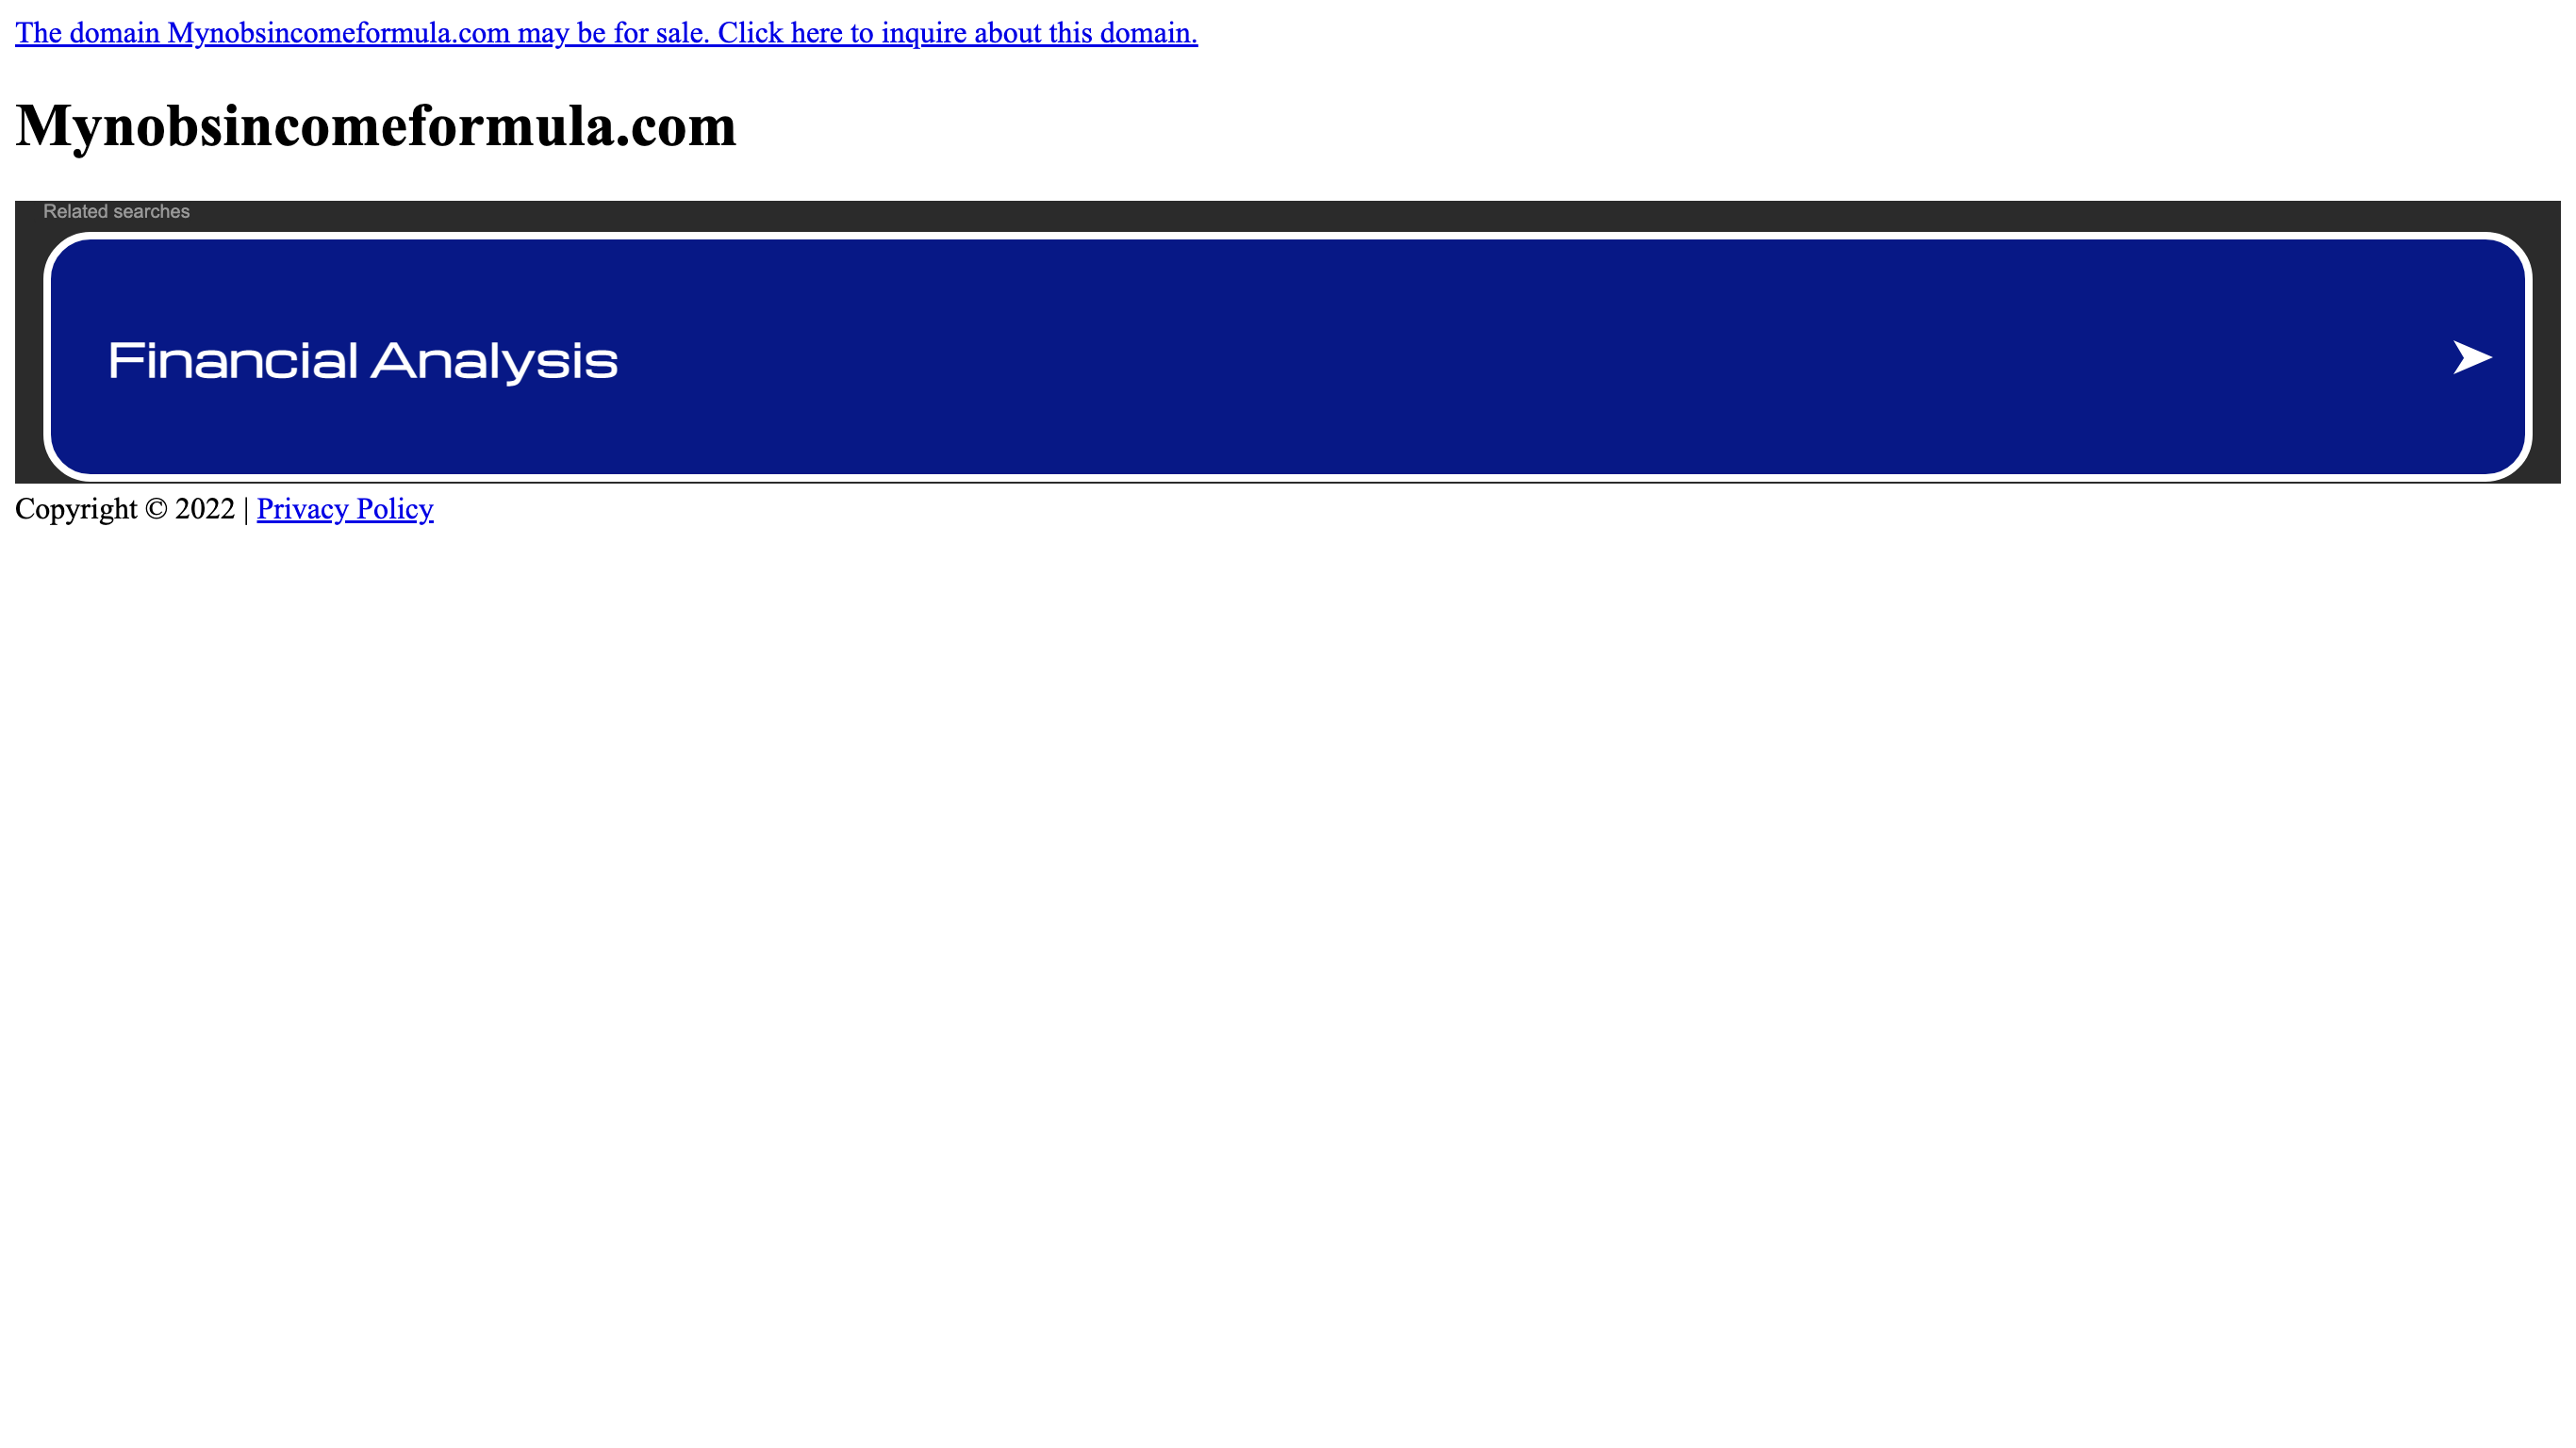 The domain Mynobsincomeformula.com may be for sale. Click here to inquire about this domain.
Mynobsincomeformula.com
Related searches
Financial Analysis
Copyright © 2022 | Privacy Policy